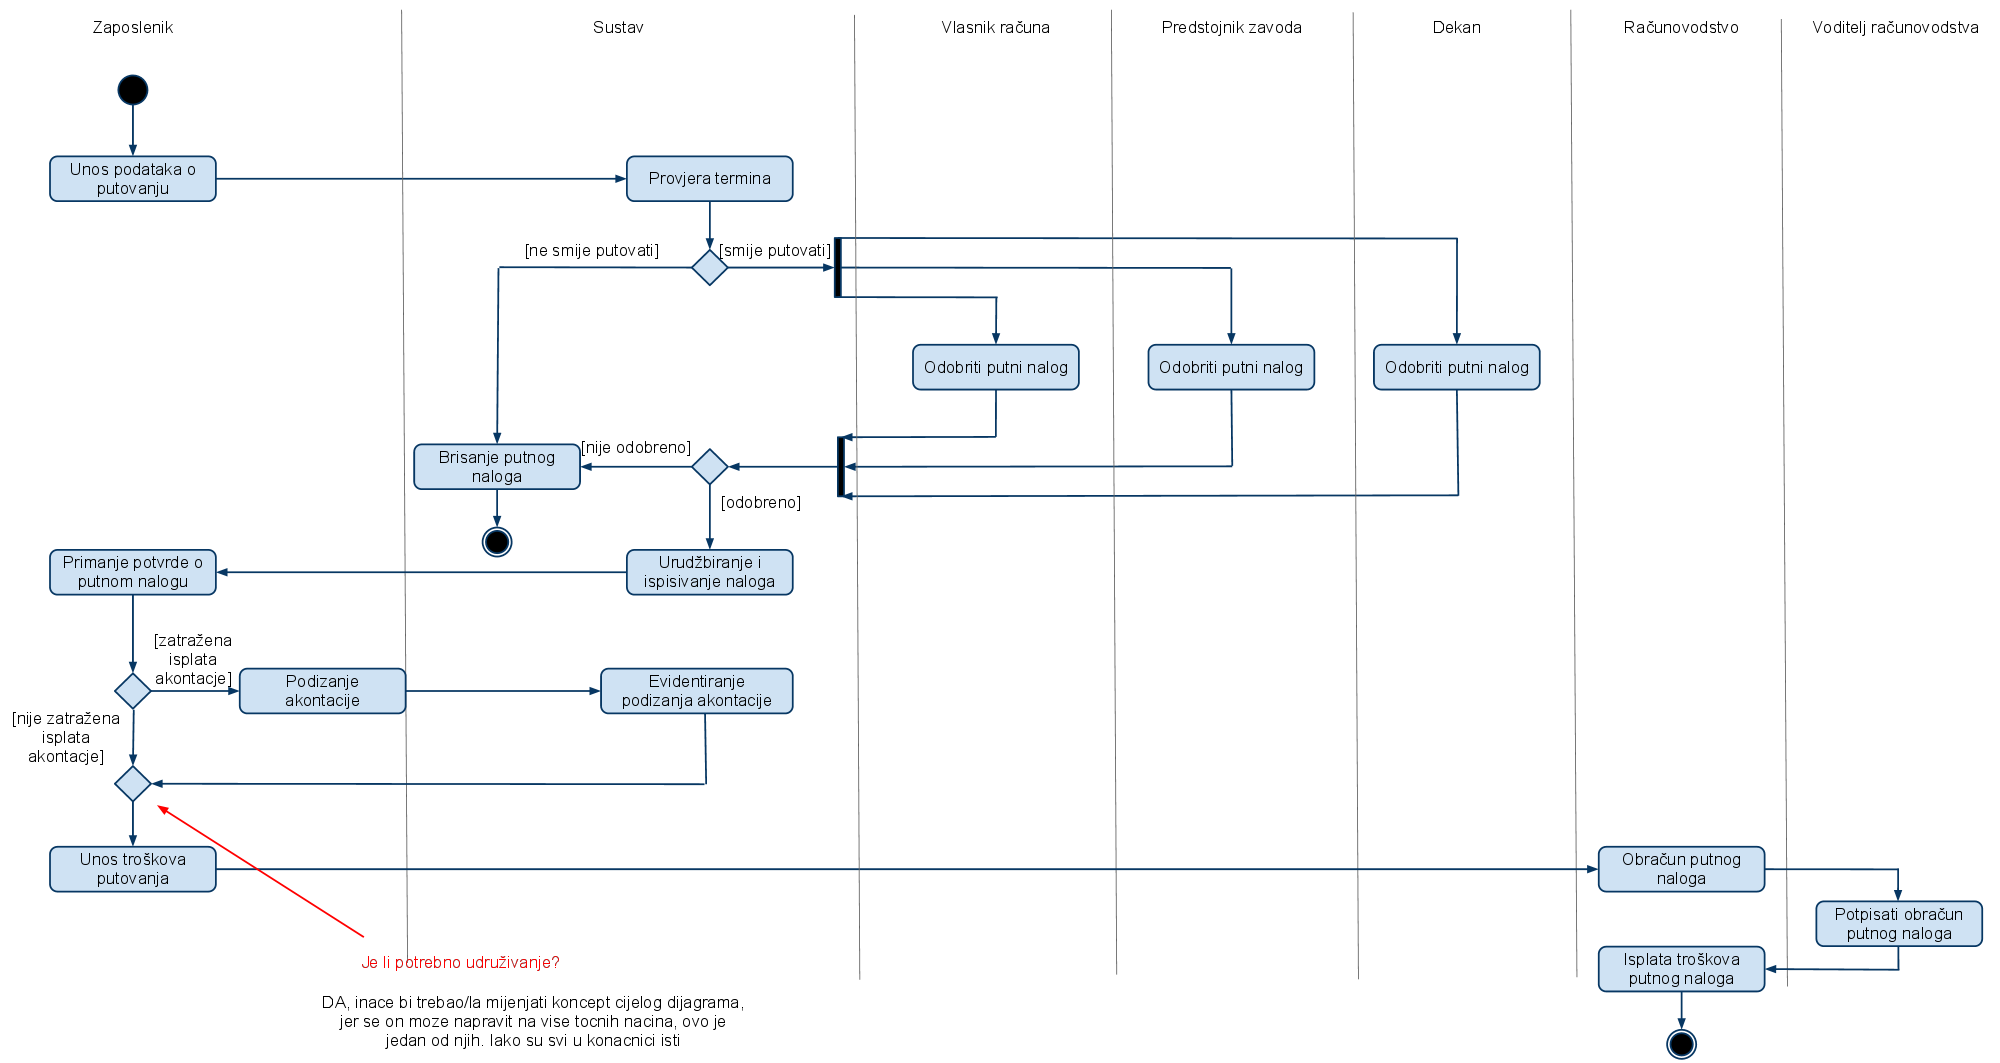 Zaposlenik
Sustav
Vlasnik računa
Predstojnik zavoda
Dekan
Računovodstvo
Voditelj računovodstva
Unos podataka o
putovanju
Provjera termina
[ne smije putovati]
[smije putovati]
Odobriti putni nalog
Odobriti putni nalog
Odobriti putni nalog
Brisanje putnog
naloga
[nije odobreno]
[odobreno]
Primanje potvrde o
putnom nalogu
Urudžbiranje i
ispisivanje naloga
[zatražena
isplata
akontacje]
Podizanje
akontacije
Evidentiranje
podizanja akontacije
[nije zatražena
isplata
akontacje]
Unos troškova
putovanja
Obračun putnog
naloga
Potpisati obračun
putnog naloga
Isplata troškova
putnog naloga
Je li potrebno udruživanje?
DA, inace bi trebao/la mijenjati koncept cijelog dijagrama,
jer se on moze napravit na vise tocnih nacina, ovo je
jedan od njih. Iako su svi u konacnici isti